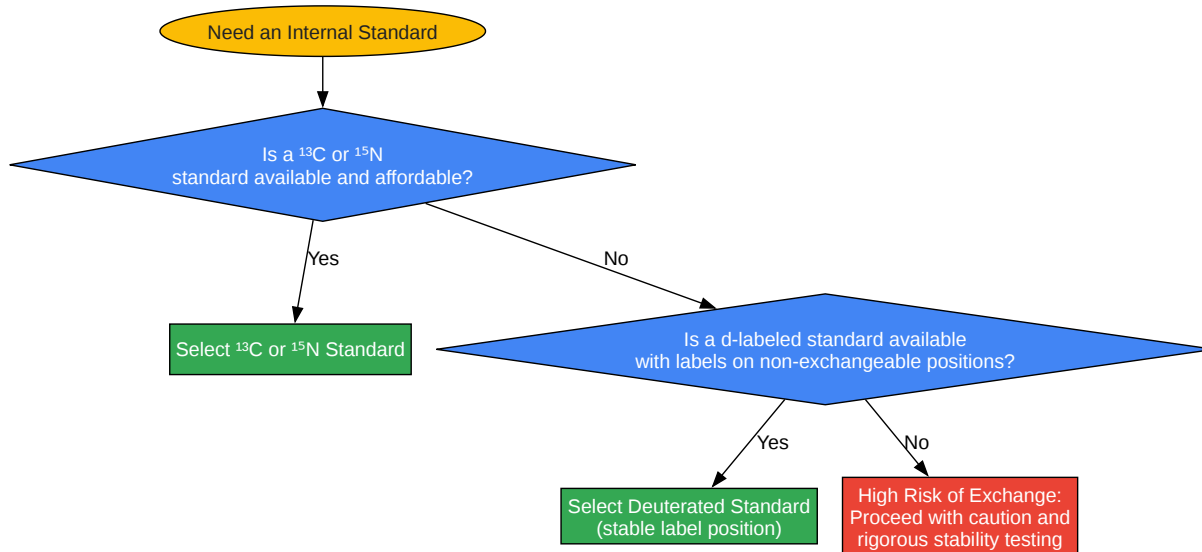 Need an Internal Standard
Is a ¹³C or ¹⁵N
standard available and affordable?
Yes
No
Select ¹³C or ¹⁵N Standard
Is a d-labeled standard available
with labels on non-exchangeable positions?
Yes
No
Select Deuterated Standard
(stable label position)
High Risk of Exchange:
Proceed with caution and
rigorous stability testing